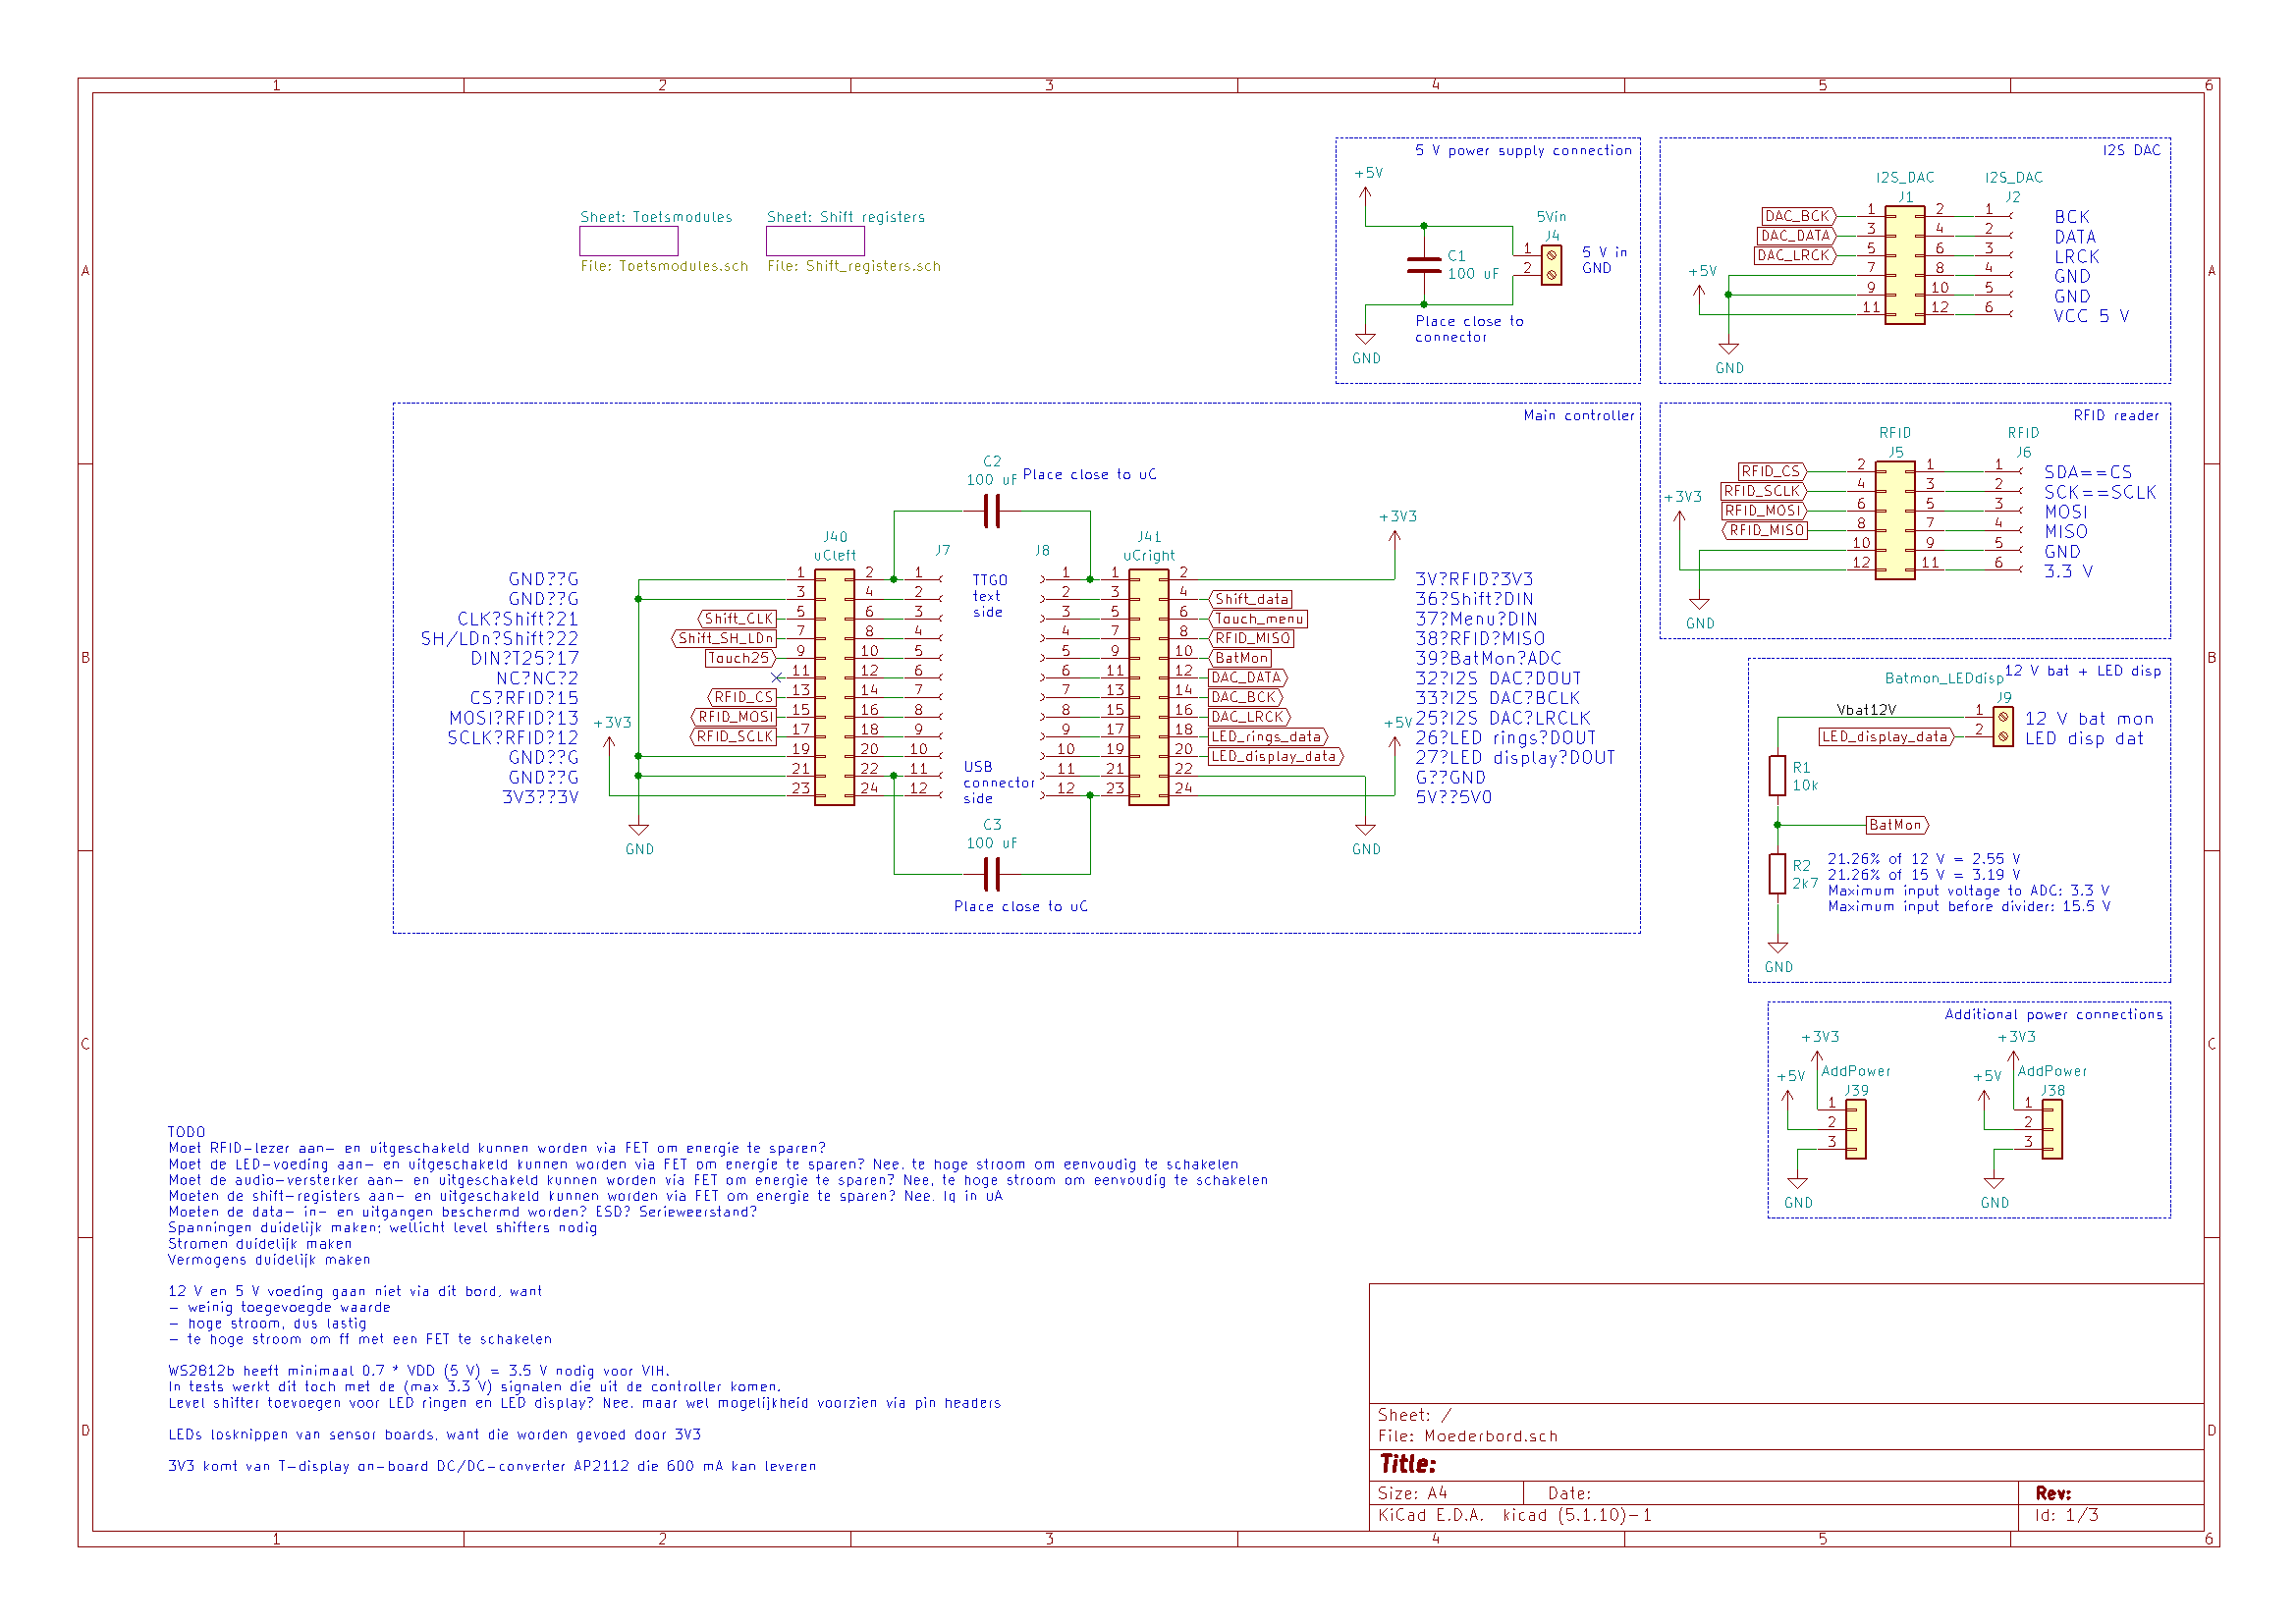 1 2 3 4 5 6
A
B
C
D
Sheet: Toetsmodules
File: Toetsmodules.sch
Sheet: Shift registers
File: Shift_registers.sch
5 V power supply connection
+5V
C1
100 uF
5Vin
J4
1
2
5 V in
GND
Place close to
connector
GND
I2S DAC
I2S_DAC
J1
I2S_DAC
J2
DAC_BCK 1 2 1 BCK
DAC_DATA 3 4 2 DATA
DAC_LRCK 5 6 3 LRCK
+5V 7 8 4 GND
9 10 5 GND
11 12 6 VCC 5 V
GND
Main controller
C2
100 uF
Place close to uC
J40
uCleft
J7
J8
J41
uCright
+3V3
TTGO
text
side
GND??G 1 2 1
GND??G 3 4 2
CLK?Shift?21 Shift_CLK 5 6 3
SH/LDn?Shift?22 Shift_SH_LDn 7 8 4
DIN?T25?17 Touch25 9 10 5
NC?NC?2 11 12 6
CS?RFID?15 RFID_CS 13 14 7
MOSI?RFID?13 +3V3 RFID_MOSI 15 16 8
SCLK?RFID?12 RFID_SCLK 17 18 9
GND??G 19 20 10
GND??G 21 22 11
3V3??3V 23 24 12
USB
connector
side
1 1 2 3V?RFID?3V3
2 3 4 Shift_data 36?Shift?DIN
3 5 6 Touch_menu 37?Menu?DIN
4 7 8 RFID_MISO 38?RFID?MISO
5 9 10 BatMon 39?BatMon?ADC
6 11 12 DAC_DATA 32?I2S DAC?DOUT
7 13 14 DAC_BCK 33?I2S DAC?BCLK
8 15 16 DAC_LRCK +5V 25?I2S DAC?LRCLK
9 17 18 LED_rings_data 26?LED rings?DOUT
10 19 20 LED_display_data 27?LED display?DOUT
11 21 22 G??GND
12 23 24 5V??5V0
GND
GND
C3
100 uF
Place close to uC
RFID reader
RFID
J5
RFID
J6
RFID_CS 2 1 1 SDA==CS
RFID_SCLK 4 3 2 SCK==SCLK
+3V3
RFID_MOSI 6 5 3 MOSI
RFID_MISO 8 7 4 MISO
10 9 5 GND
12 11 6 3.3 V
GND
12 V bat + LED disp
Batmon_LEDdisp
J9
Vbat12V 1 12 V bat mon
LED_display_data 2 LED disp dat
R1
10k
BatMon
R2
2k7
21.26% of 12 V = 2.55 V
21.26% of 15 V = 3.19 V
Maximum input voltage to ADC: 3.3 V
Maximum input before divider: 15.5 V
GND
Additional power connections
+3V3
+5V
AddPower
J39
1
2
3
GND
+3V3
+5V
AddPower
J38
1
2
3
GND
TODO
Moet RFID-lezer aan- en uitgeschakeld kunnen worden via FET om energie te sparen?
Moet de LED-voeding aan- en uitgeschakeld kunnen worden via FET om energie te sparen? Nee, te hoge stroom om eenvoudig te schakelen
Moet de audio-versterker aan- en uitgeschakeld kunnen worden via FET om energie te sparen? Nee, te hoge stroom om eenvoudig te schakelen
Moeten de shift-registers aan- en uitgeschakeld kunnen worden via FET om energie te sparen? Nee. Iq in uA
Moeten de data- in- en uitgangen beschermd worden? ESD? Serieweerstand?
Spanningen duidelijk maken; wellicht level shifters nodig
Stromen duidelijk maken
Vermogens duidelijk maken
12 V en 5 V voeding gaan niet via dit bord, want
- weinig toegevoegde waarde
- hoge stroom, dus lastig
- te hoge stroom om ff met een FET te schakelen
WS2812b heeft minimaal 0.7 * VDD (5 V) = 3.5 V nodig voor VIH.
In tests werkt dit toch met de (max 3.3 V) signalen die uit de controller komen.
Level shifter toevoegen voor LED ringen en LED display? Nee, maar wel mogelijkheid voorzien via pin headers
LEDs losknippen van sensor boards, want die worden gevoed door 3V3
3V3 komt van T-display on-board DC/DC-converter AP2112 die 600 mA kan leveren
Sheet: /
File: Moederbord.sch
Title:
Size: A4 Date: Rev:
KiCad E.D.A. kicad (5.1.10)-1 Id: 1/3
A
B
C
D
1 2 3 4 5 6